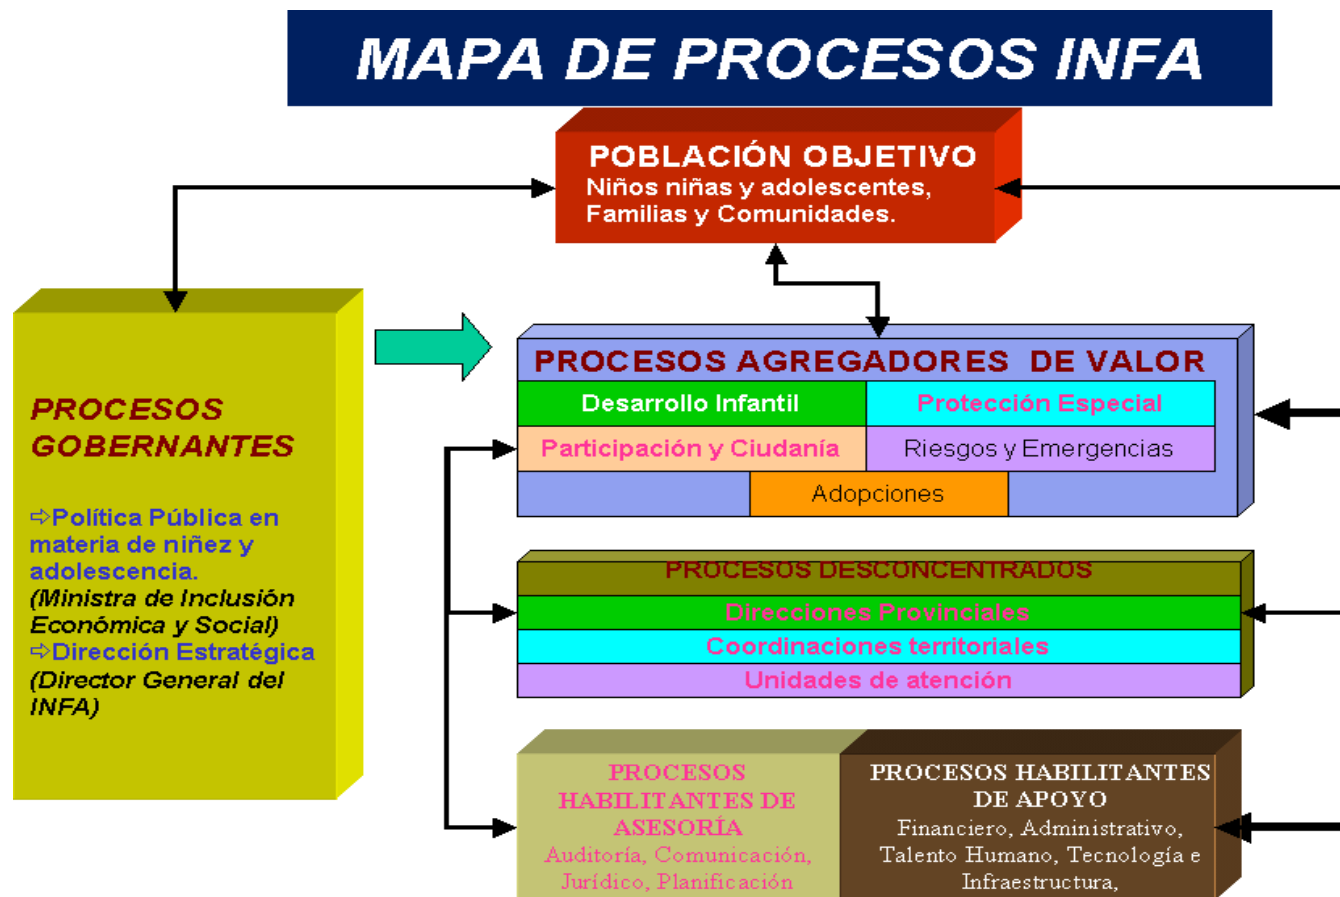 MAPA DE PROCESOS INFA
POBLACIÓN OBJETIVO
Niños niñas y adolescentes,
Familias y Comunidades.
PROCESOS
GOBERNANTES
⇨Política Pública en
materia de niñez y
adolescencia.
(Ministra de Inclusión
Económica y Social)
⇨Dirección Estratégica
(Director General del
INFA)
PROCESOS AGREGADORES DE VALOR
Desarrollo Infantil
Protección Especial
Participación y Ciudanía
Riesgos y Emergencias
Adopciones
PROCESOS DESCONCENTRADOS
Direcciones Provinciales
Coordinaciones territoriales
Unidades de atención
PROCESOS
HABILITANTES DE
ASESORÍA
Auditoría, Comunicación,
Jurídico, Planificación
PROCESOS HABILITANTES
DE APOYO
Financiero, Administrativo,
Talento Humano, Tecnología e
Infraestructura,